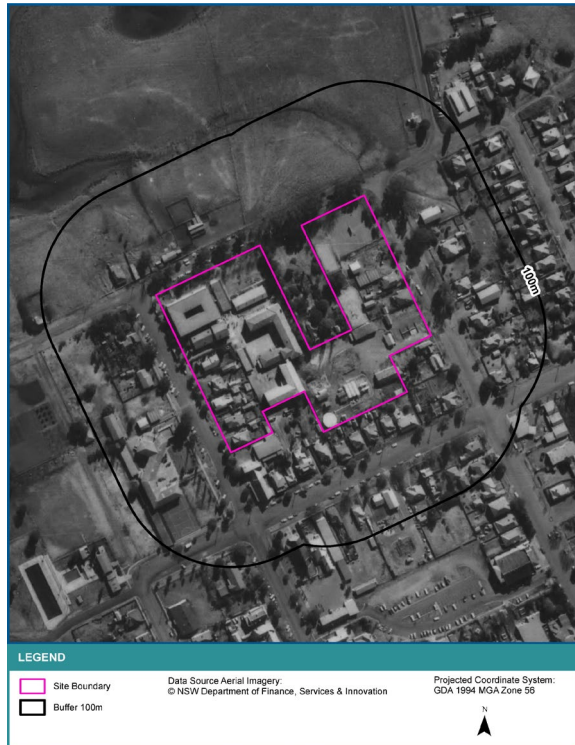 100m
LEGEND
Site Boundary
Buffer 100m
Data Source Aerial Imagery:
© NSW Department of Finance, Services & Innovation
Projected Coordinate System:
GDA 1994 MGA Zone 56
N